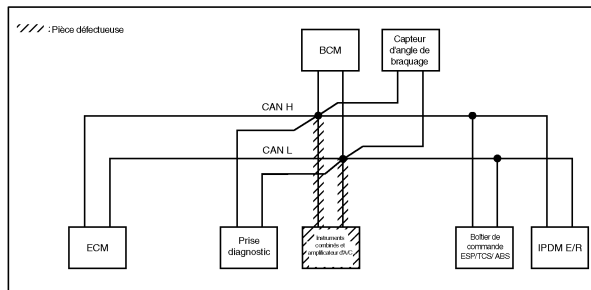 : Pièce défectueuse
BCM
Capteur
d'angle de
braquage
CAN H
CAN L
ECM
Prise
diagnostic
Instruments
combinés et
amplificateur d'A/C
Boîtier de
commande
ESP/TCS/ ABS
IPDM E/R